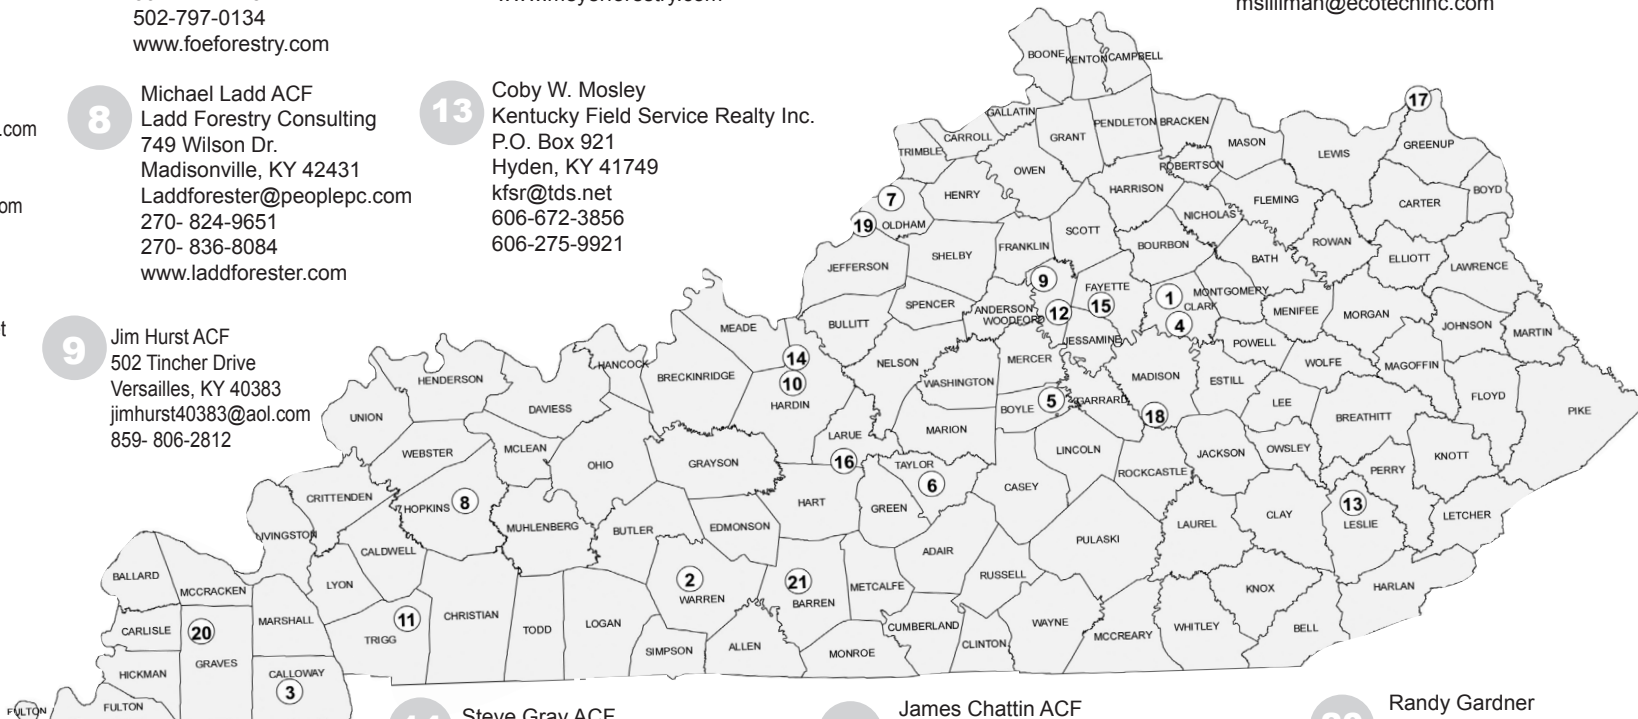 502-797-0134
www.foeforestry.com
msilliman@ecotechinc.com
.com
om
t
8
Michael Ladd ACF
Ladd Forestry Consulting
749 Wilson Dr.
Madisonville, KY 42431
Laddforester@peoplepc.com
270- 824-9651
270- 836-8084
www.laddforester.com
13
Coby W. Mosley
Kentucky Field Service Realty Inc.
P.O. Box 921
Hyden, KY 41749
kfsr@tds.net
606-672-3856
606-275-9921
9
Jim Hurst ACF
502 Tincher Drive
Versailles, KY 40383
jimhurst40383@aol.com
859- 806-2812
BOONE
KENTON
CAMPBELL
GALLATIN
CARROLL
TRIMBLE
GRANT
PENDLETON
BRACKEN
MASON
LEWIS
17
GREENUP
OWEN
ROBERTSON
HENRY
HARRISON
FLEMING
CARTER
BOYD
7
19
OLDHAM
NICHOLAS
SCOTT
FRANKLIN
BOURBON
ROWAN
BATH
ELLIOTT
LAWRENCE
SHELBY
JEFFERSON
9
FAYETTE
15
1
MONTGOMERY
CLARK
4
SPENCER
ANDERSON
WOODFORD
12
MENIFEE
MORGAN
JOHNSON
MARTIN
BULLITT
MEADE
JESSAMINE
POWELL
14
10
HARDIN
NELSON
MERCER
WOLFE
MAGOFFIN
HANCOCK
BRECKINRIDGE
WASHINGTON
MADISON
ESTILL
HENDERSON
UNION
DAVIESS
BOYLE
5
GARRARD
18
LEE
BREATHITT
FLOYD
PIKE
LARUE
16
MARION
LINCOLN
JACKSON
OWSLEY
KNOTT
WEBSTER
MCLEAN
OHIO
GRAYSON
TAYLOR
6
ROCKCASTLE
PERRY
CRITTENDEN
HOPKINS
8
HART
GREEN
CASEY
13
LESLIE
LETCHER
LIVINGSTON
MUHLENBERG
BUTLER
EDMONSON
LAUREL
CLAY
CALDWELL
ADAIR
PULASKI
BALLARD
MCCRACKEN
LYON
2
WARREN
21
BARREN
METCALFE
RUSSELL
KNOX
HARLAN
CARLISLE
20
MARSHALL
11
TRIGG
CHRISTIAN
TODD
LOGAN
CUMBERLAND
WAYNE
MCCREARY
WHITLEY
BELL
SIMPSON
ALLEN
MONROE
CLINTON
HICKMAN
GRAVES
CALLOWAY
3
FULTON
FULTON
Steve Gray ACF
James Chattin ACF
Randy Gardner